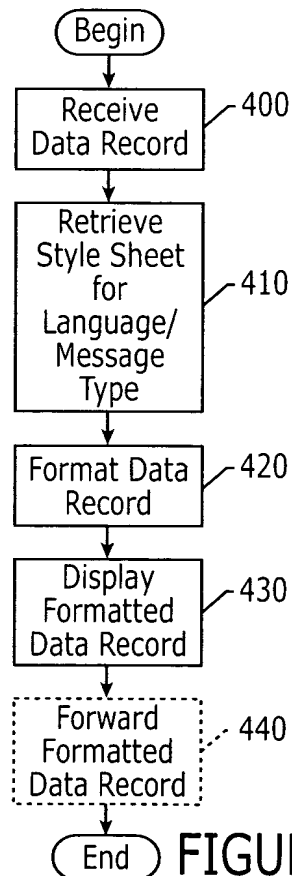 Begin
Receive
Data Record
400
Retrieve
Style Sheet
for
Language/
Message
Type
410
Format Data
Record
420
Display
Formatted
Data Record
430
Forward
Formatted
Data Record
440
End